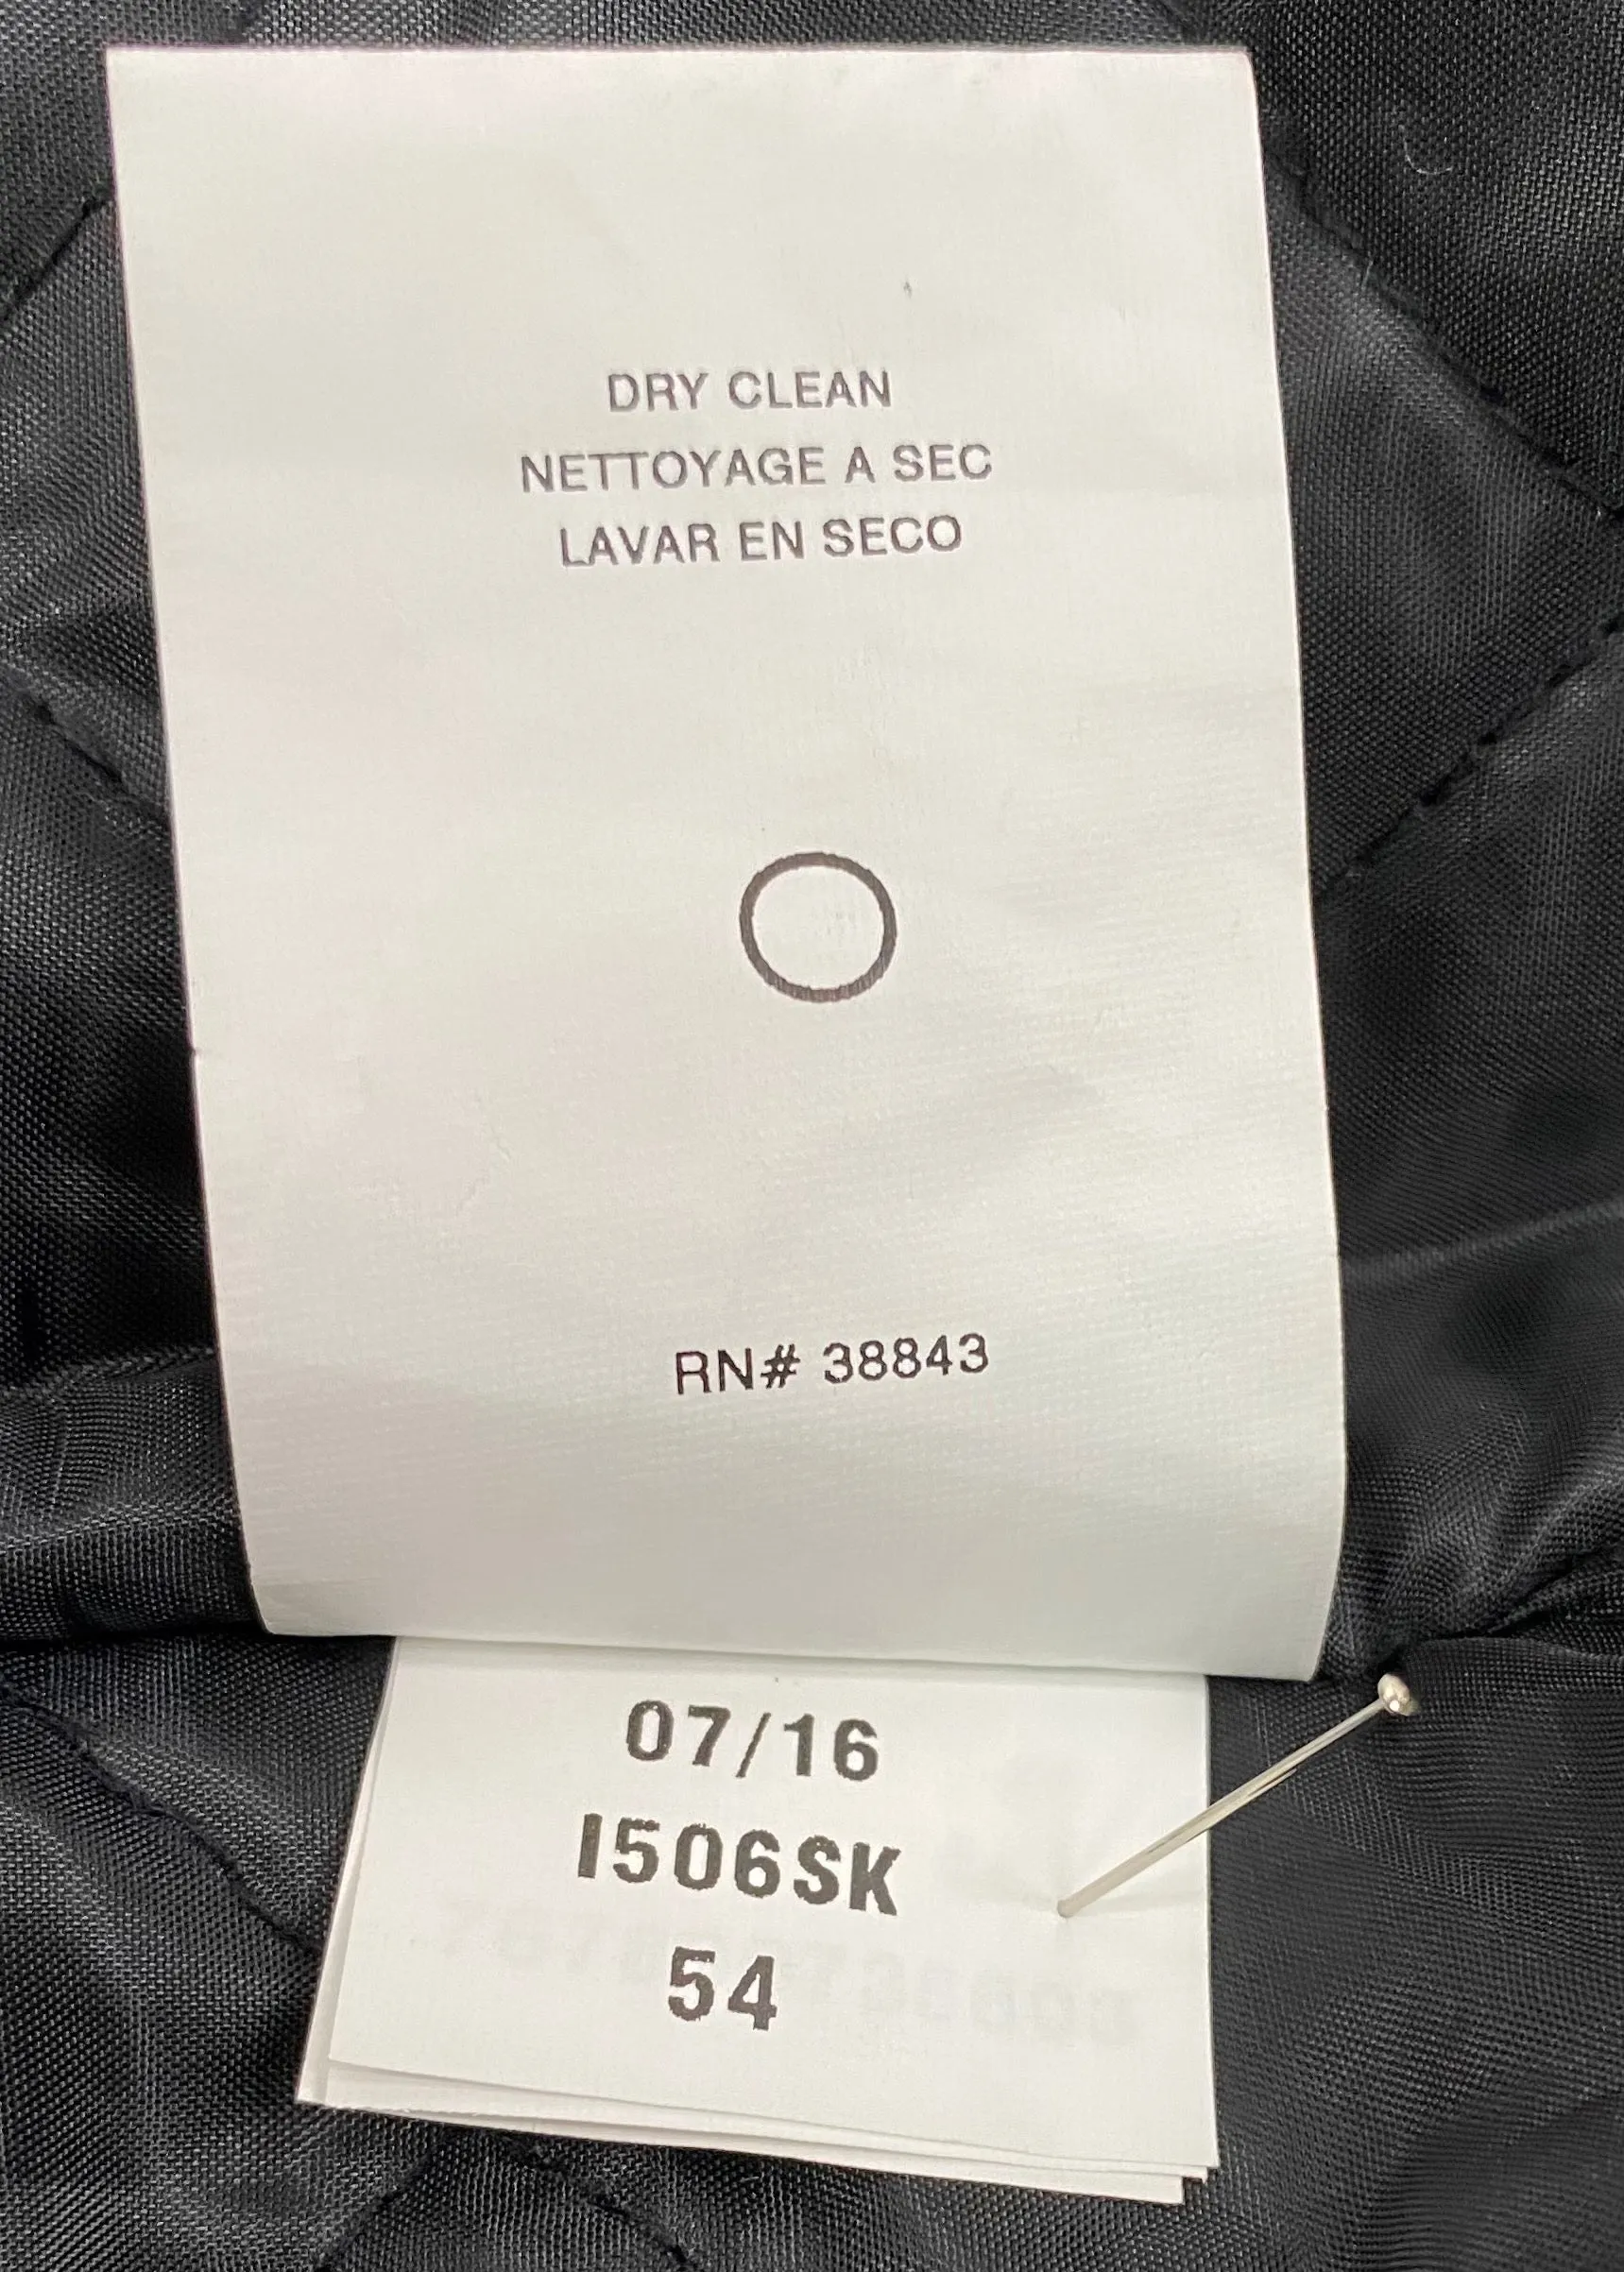 DRY CLEAN
NETTOYAGE A SEC
LAVAR EN SECO
RN# 38843
07/16
I506SK
54